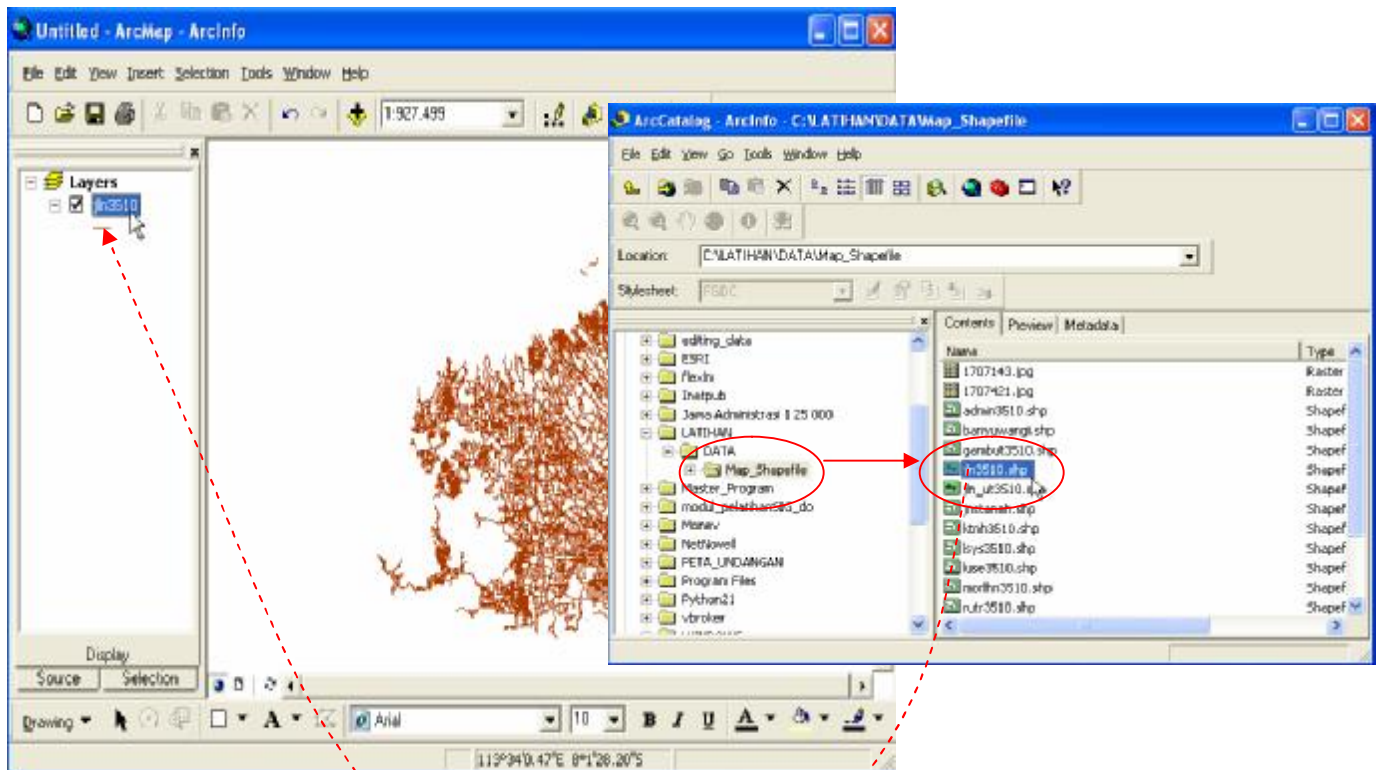 Untitled - ArcMap - ArcInfo
File Edit View Insert Selection Tools Window Help
1:927.499
Layers
jln3510
Display
Source Selection
Drawing A Arial 10 B I U A
113°34'0.47"E 8°1'28.20"S
ArcCatalog - ArcInfo - C:\LATIHAN\DATA\Map_Shapefile
File Edit View Go Tools Window Help
Location: C:\LATIHAN\DATA\Map_Shapefile
Stylesheet: FGDC
Contents Preview Metadata
editing_data
ESRI
flexlm
Inetpub
Jawa Administrasi 1 25 000
LATIHAN
DATA
Map_Shapefile
Master_Program
Monev
NetNovell
PETA_UNDANGAN
Program Files
Python21
vbroker
WINDOWS
Name Type
1707143.jpg Raster
1707421.jpg Raster
admin3510.shp Shapef
banyuwangi.shp Shapef
gambut3510.shp Shapef
jln3510.shp Shapef
Shapef
Shapef
ktnh3510.shp Shapef
lsys3510.shp Shapef
luse3510.shp Shapef
morfhn3510.shp Shapef
rutr3510.shp Shapef